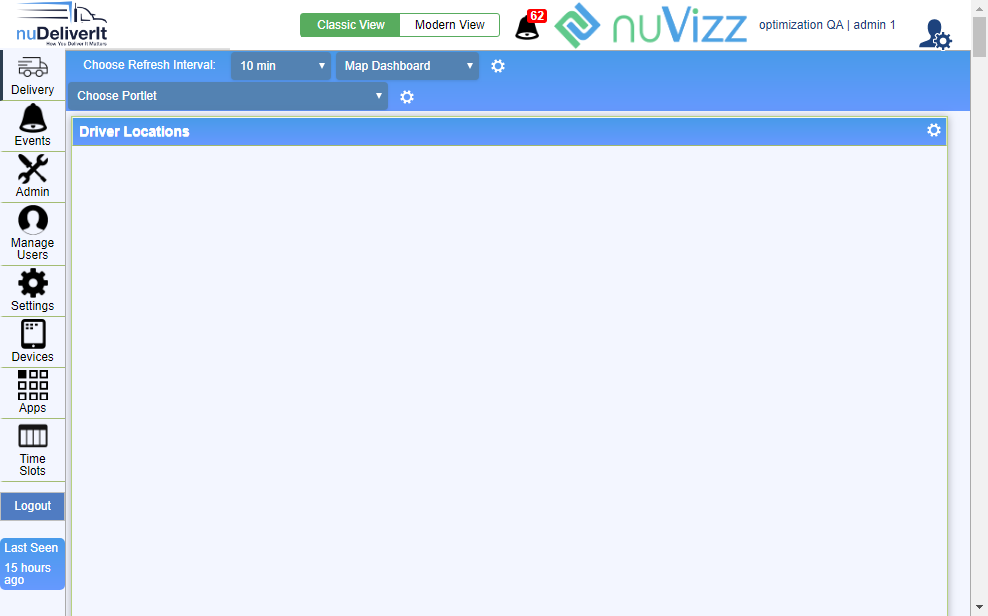 nuDeliverIt
How You Deliver It Matters
Classic View
Modern View
62
nuVizz
optimization QA | admin 1
Choose Refresh Interval:
10 min
Map Dashboard
Choose Portlet
Driver Locations
Delivery
Events
Admin
Manage
Users
Settings
Devices
Apps
Time
Slots
Logout
Last Seen
15 hours
ago